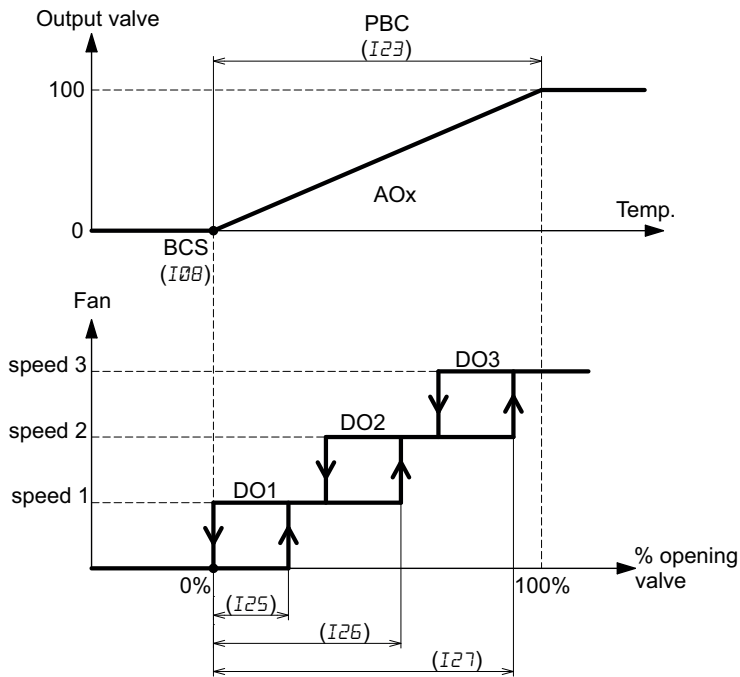 Output valve
PBC
(I23)
100
AOx
Temp.
0
BCS
(I08)
Fan
speed 3
DO3
speed 2
DO2
speed 1
DO1
0%
100%
% opening
valve
(I25)
(I26)
(I27)